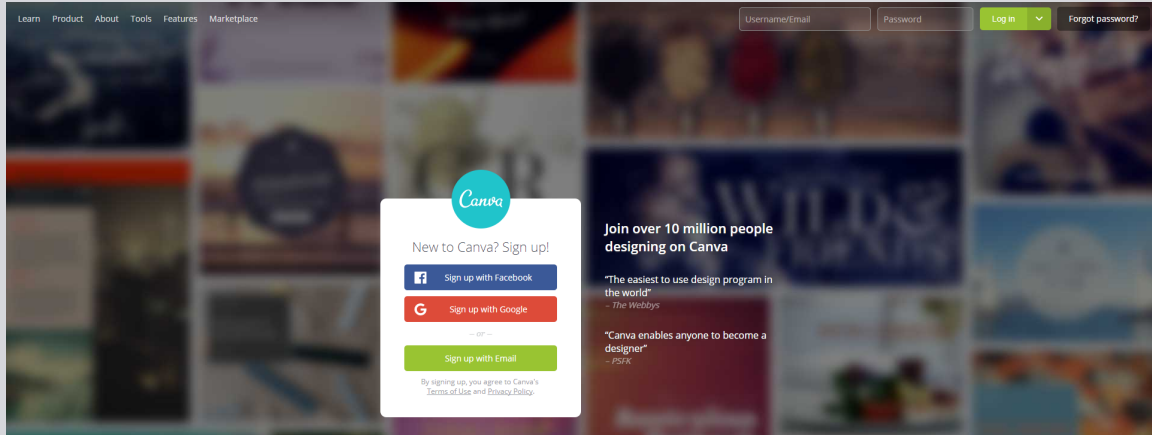 Learn Product About Tools Features Marketplace
Username/Email Password Log in Forgot password?
Canva
New to Canva? Sign up!
Sign up with Facebook
G Sign up with Google
– or –
Sign up with Email
By signing up, you agree to Canva's
Terms of Use and Privacy Policy.
Join over 10 million people
designing on Canva
“The easiest to use design program in
the world”
– The Webbys
“Canva enables anyone to become a
designer”
– PSFK
WILD &